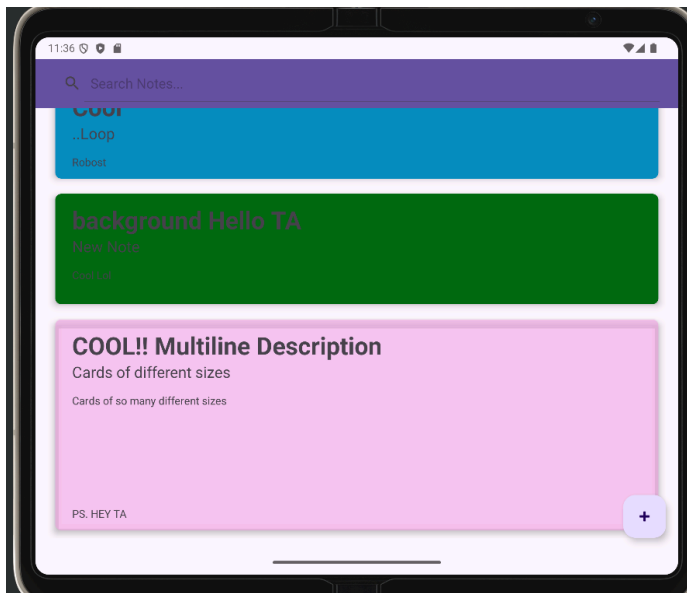 11:36
Search Notes...
Cool
..Loop
Robost
background Hello TA
COOL!! Multiline Description
Cards of different sizes
Cards of so many different sizes
PS. HEY TA
+